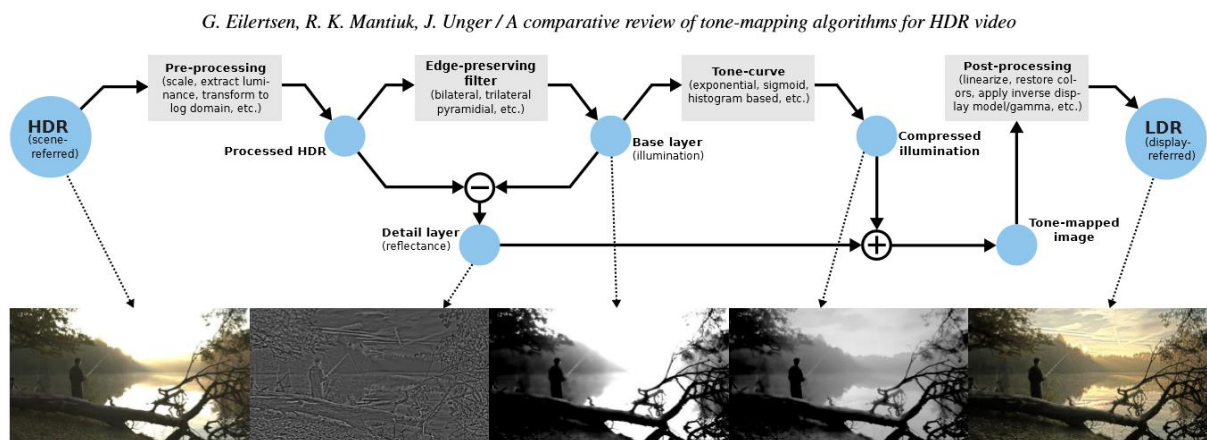 G. Eilertsen, R. K. Mantiuk, J. Unger / A comparative review of tone-mapping algorithms for HDR video
HDR
(scene-
referred)
Pre-processing
(scale, extract lumi-
nance, transform to
log domain, etc.)
Processed HDR
Edge-preserving
filter
(bilateral, trilateral
pyramidial, etc.)
Base layer
(illumination)
Tone-curve
(exponential, sigmoid,
histogram based, etc.)
Compressed
illumination
Post-processing
(linearize, restore col-
ors, apply inverse disp-
lay model/gamma, etc.)
LDR
(display-
referred)
Detail layer
(reflectance)
Tone-mapped
image